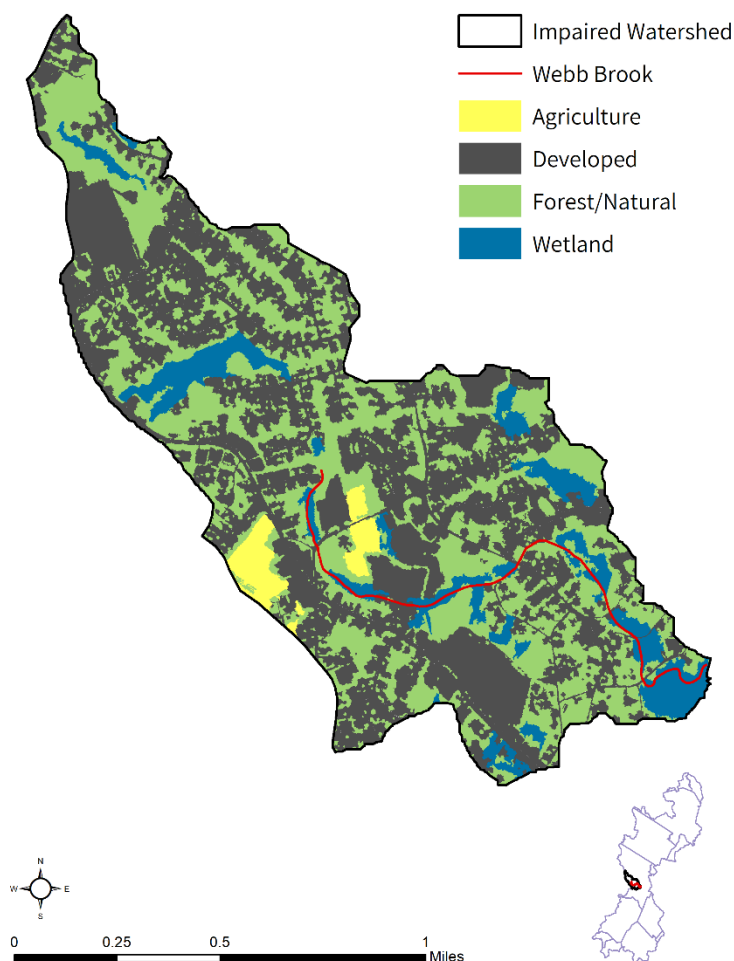 Impaired Watershed
Webb Brook
Agriculture
Developed
Forest/Natural
Wetland
N
W E
S
0 0.25 0.5 1
Miles